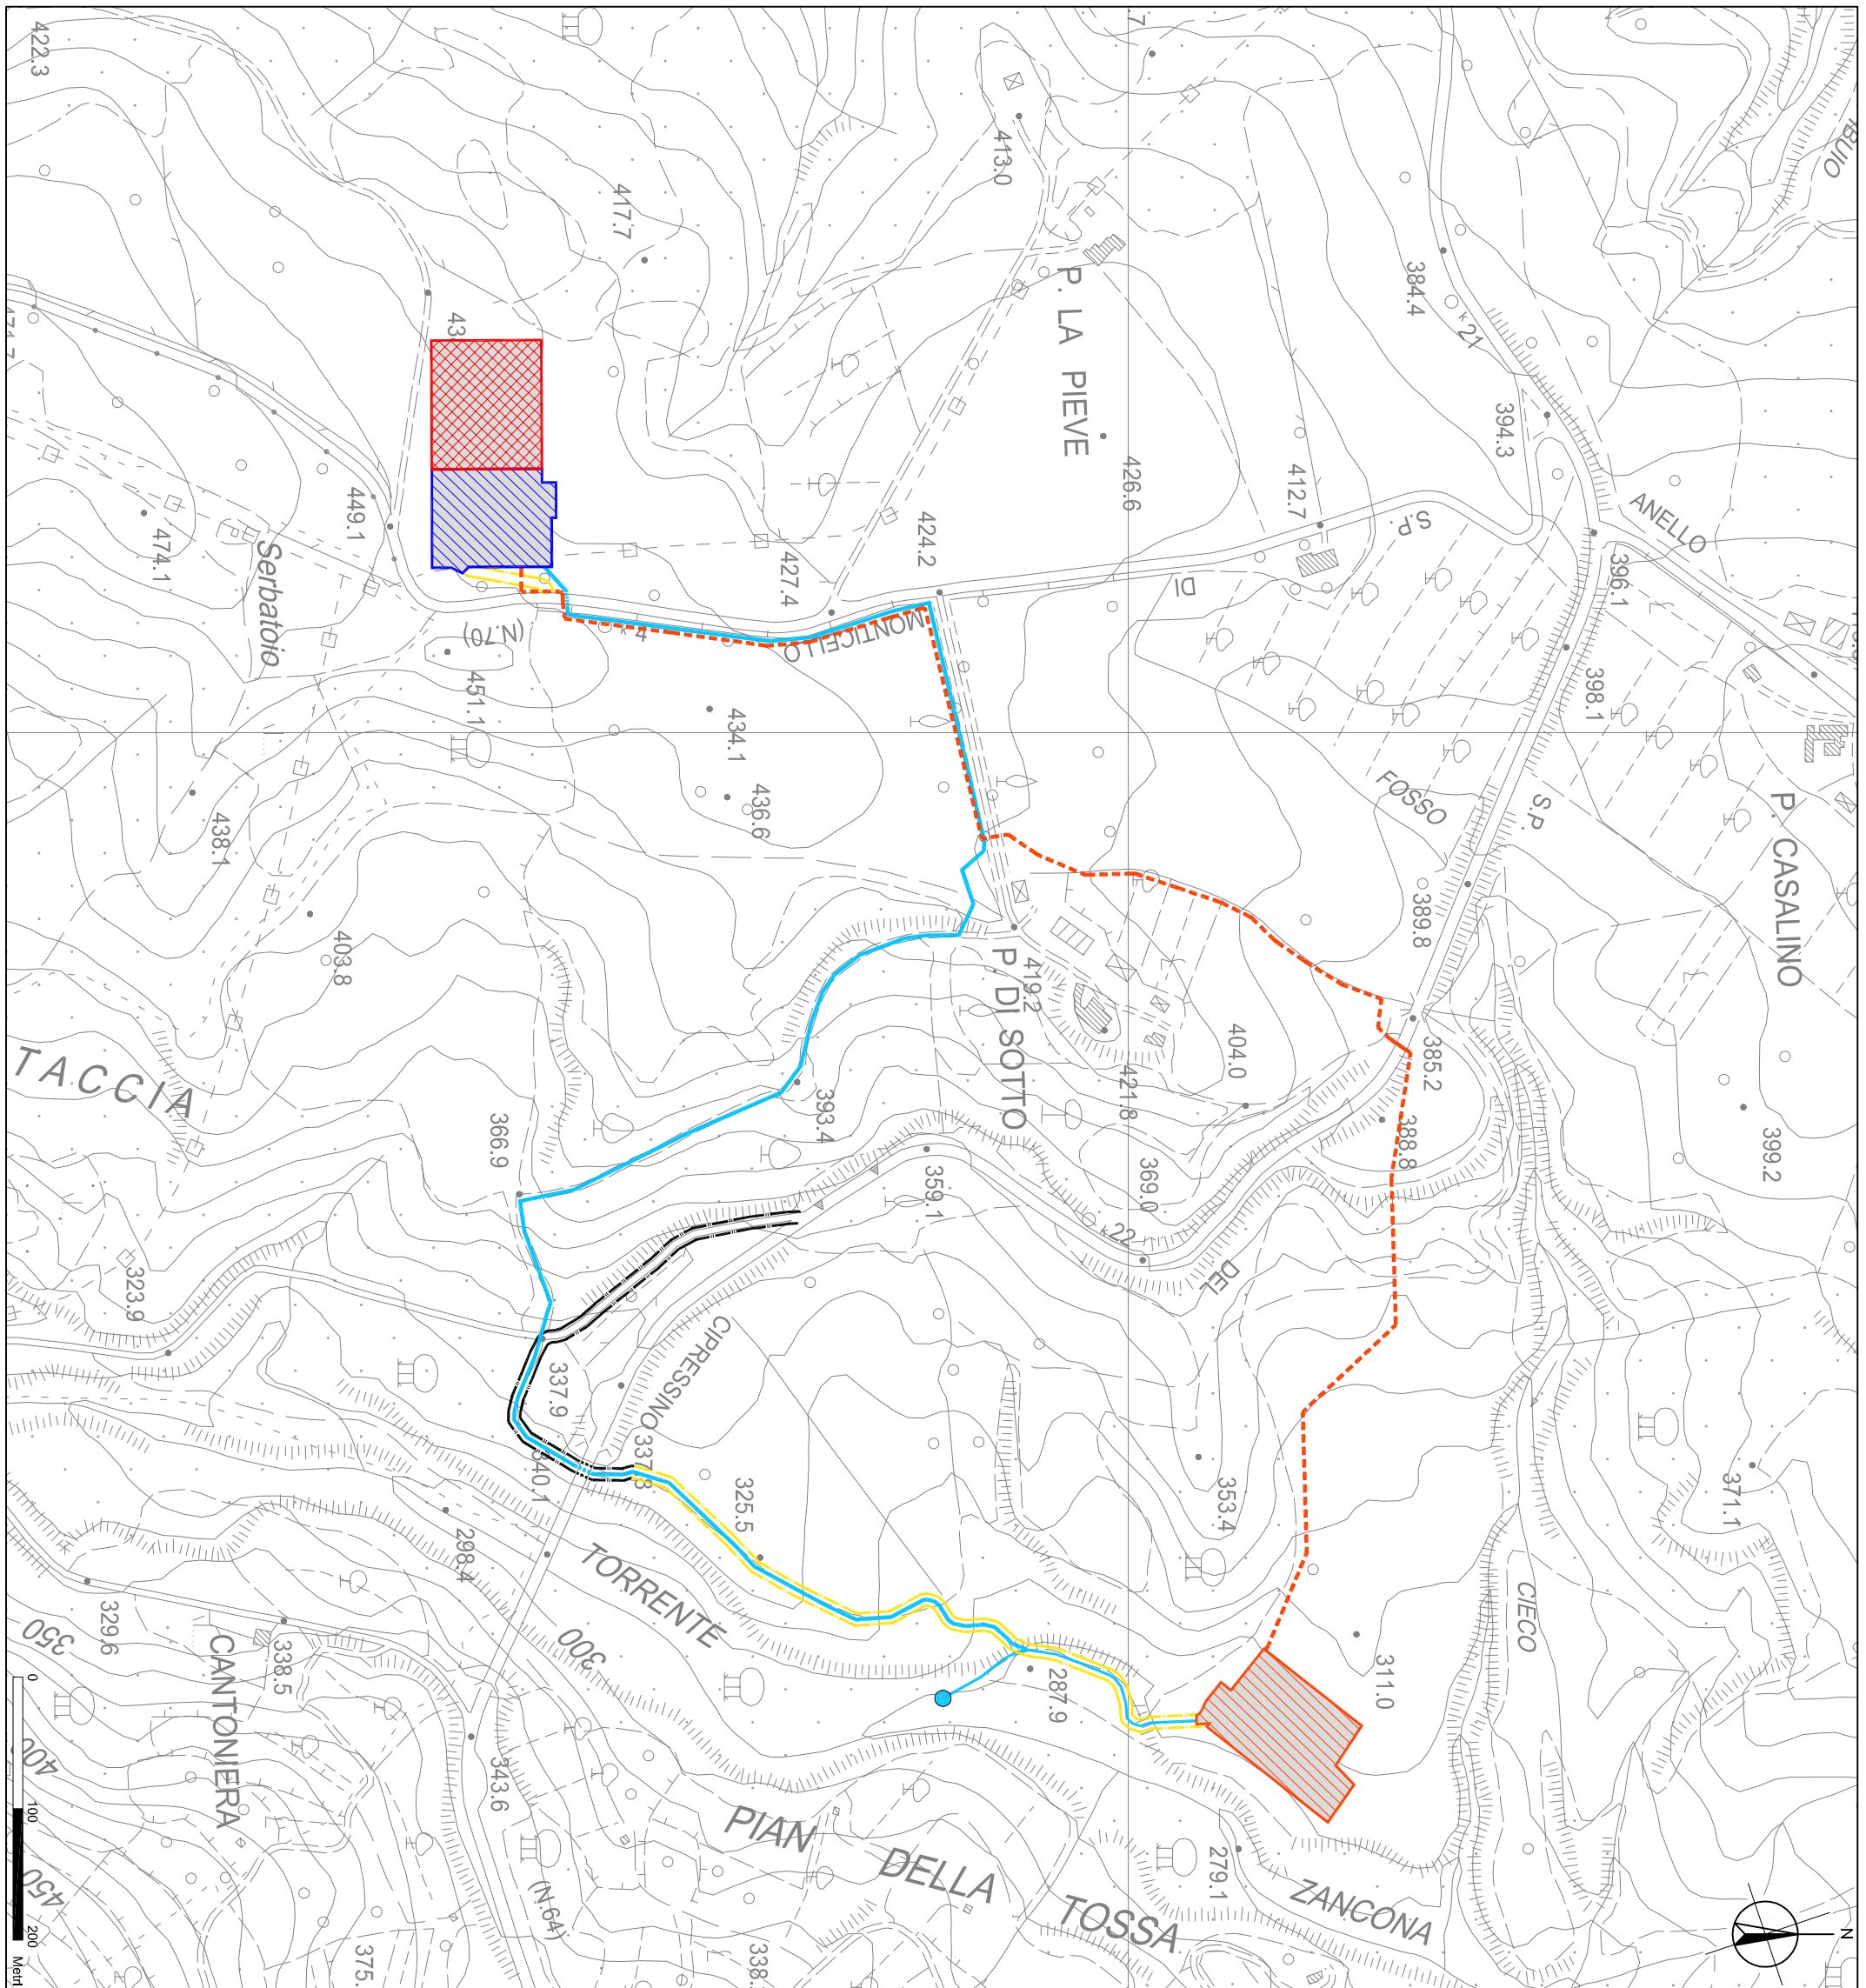 422.3
417.7
413.0
P. LA PIEVE
384.4
k 21
394.3
412.7
426.6
424.2
427.4
449.1
474.1
Serbatoio
(N.70)
451.1
k 4
MONTICELLO
DI
S.P.
ANELLO
396.1
398.1
FOSSO
S.P.
P. CASALINO
389.8
385.2
388.8
399.2
434.1
436.6
438.1
403.8
TACCIA
366.9
393.4
P. DI SOTTO
419.2
421.8
404.0
369.0
359.1
k 22
DEL
CIPRESSINO
323.9
337.9
337.8
340.1
325.5
353.4
371.1
CIECO
311.0
287.9
279.1
TORRENTE
ZANCONA
300
298.4
329.6
338.5
343.6
350
400
450
CANTONIERA
(N.64)
PIAN DELLA TOSSA
375.
338.
0 100 200 Metri
N